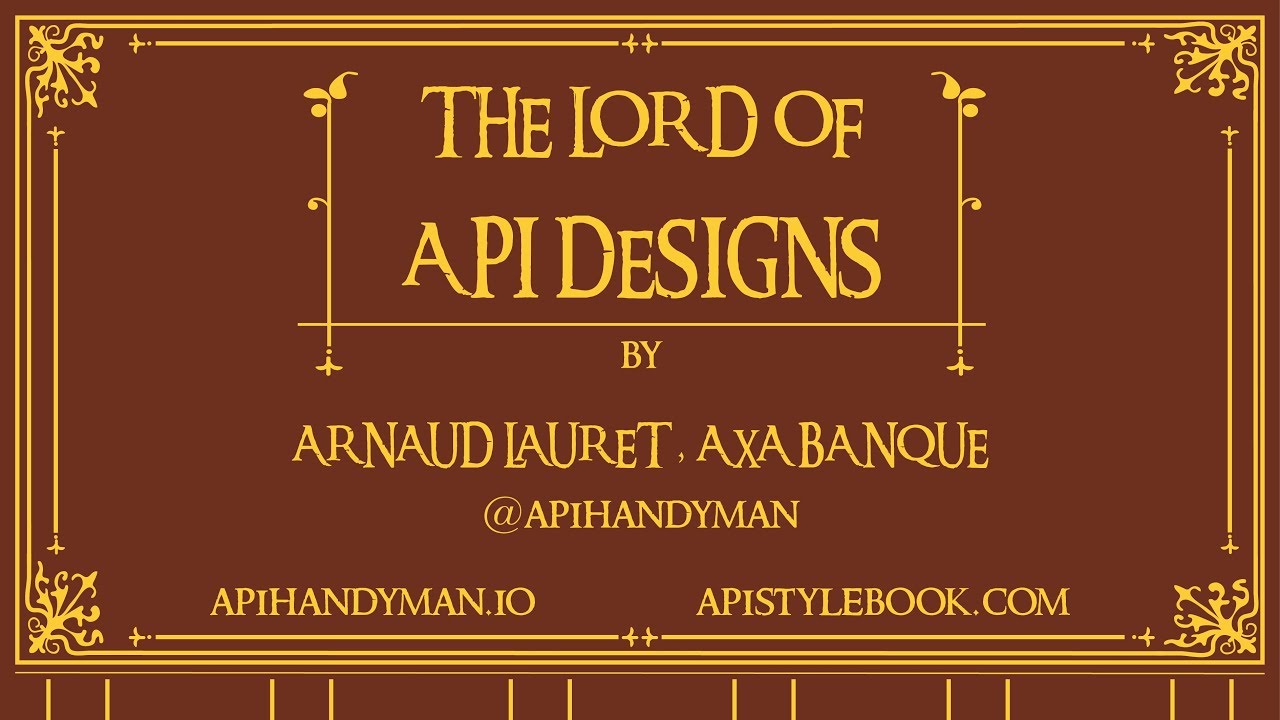 THE LORD OF
API DESIGNS
BY
ARNAUD LAURET, AXA BANQUE
@APIHANDYMAN
APIHANDYMAN.IO
APISTYLEBOOK.COM